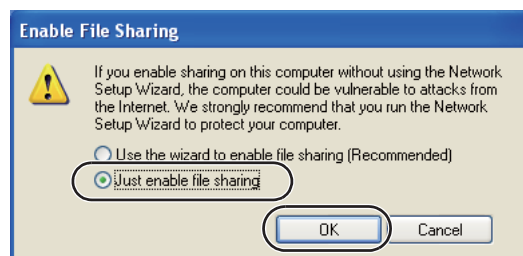 Enable File Sharing
If you enable sharing on this computer without using the Network
Setup Wizard, the computer could be vulnerable to attacks from
the Internet. We strongly recommend that you run the Network
Setup Wizard to protect your computer.
Use the wizard to enable file sharing (Recommended)
Just enable file sharing
OK Cancel